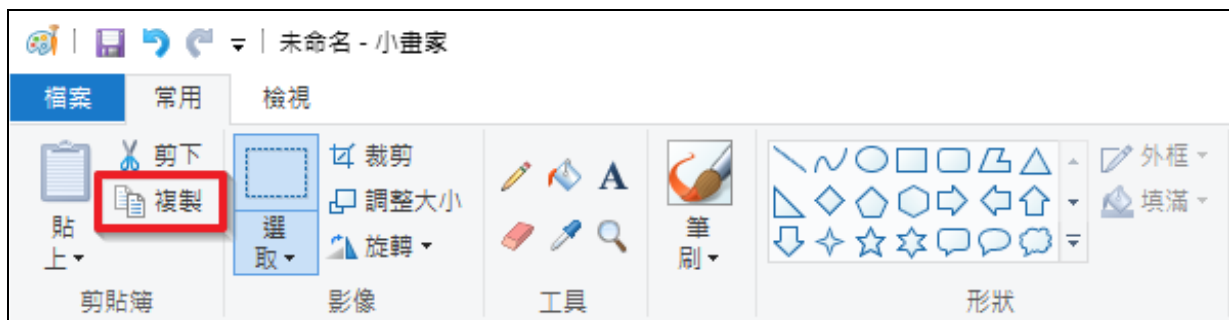 未命名 - 小畫家
檔案 常用 檢視
剪下
複製
貼上
裁剪
調整大小
旋轉
選取
A
筆刷
外框
填滿
剪貼簿 影像 工具 形狀